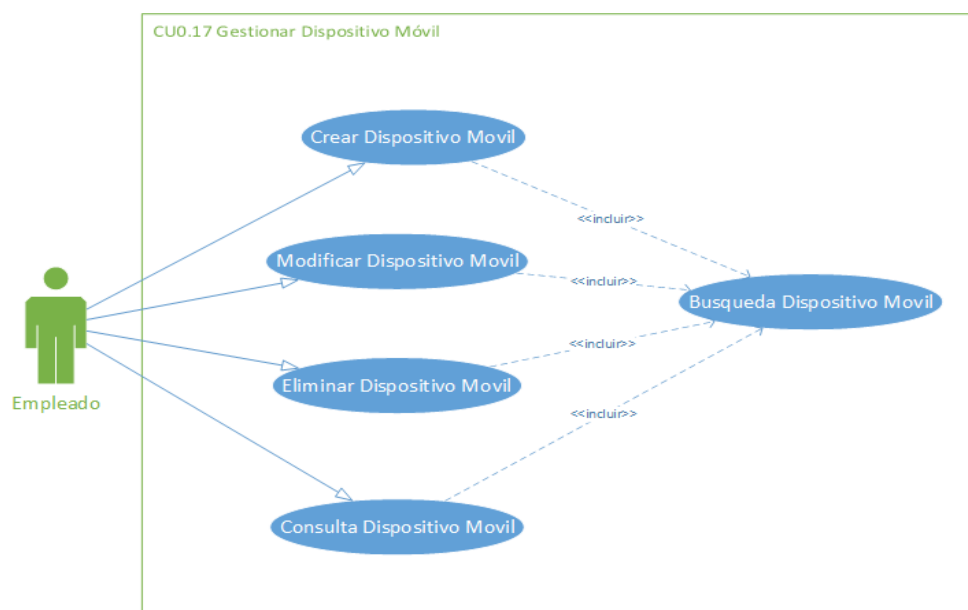 CU0.17 Gestionar Dispositivo Móvil
Crear Dispositivo Movil
<<incluir>>
Modificar Dispositivo Movil
<<incluir>>
Busqueda Dispositivo Movil
<<incluir>>
Eliminar Dispositivo Movil
Empleado
<<incluir>>
Consulta Dispositivo Movil